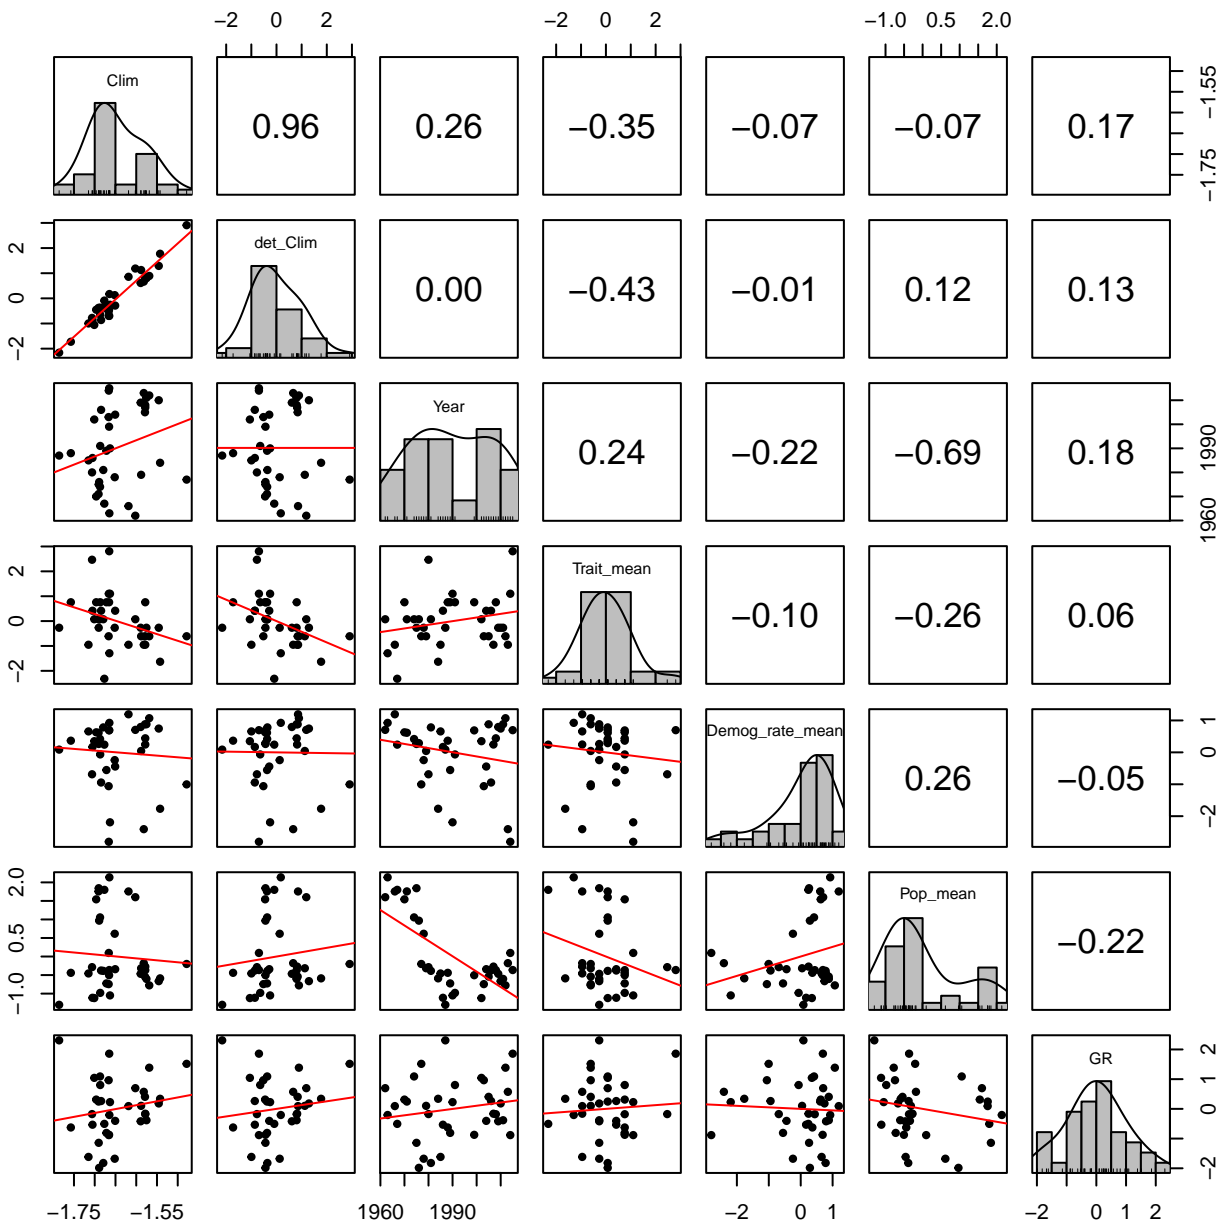 −2 0 2 −2 0 2 −1.0 0.5 2.0
Clim 0.96 0.26 −0.35 −0.07 −0.07 0.17 −1.75 −1.55
−2 0 2 det_Clim 0.00 −0.43 −0.01 0.12 0.13
Year 0.24 −0.22 −0.69 0.18 1960 1990
−2 0 2 Trait_mean −0.10 −0.26 0.06
Demog_rate_mean 0.26 −0.05 −2 0 1
−1.0 0.5 2.0 Pop_mean −0.22
GR −2 0 1 2
−1.75 −1.55 1960 1990 −2 0 1 −2 0 1 2